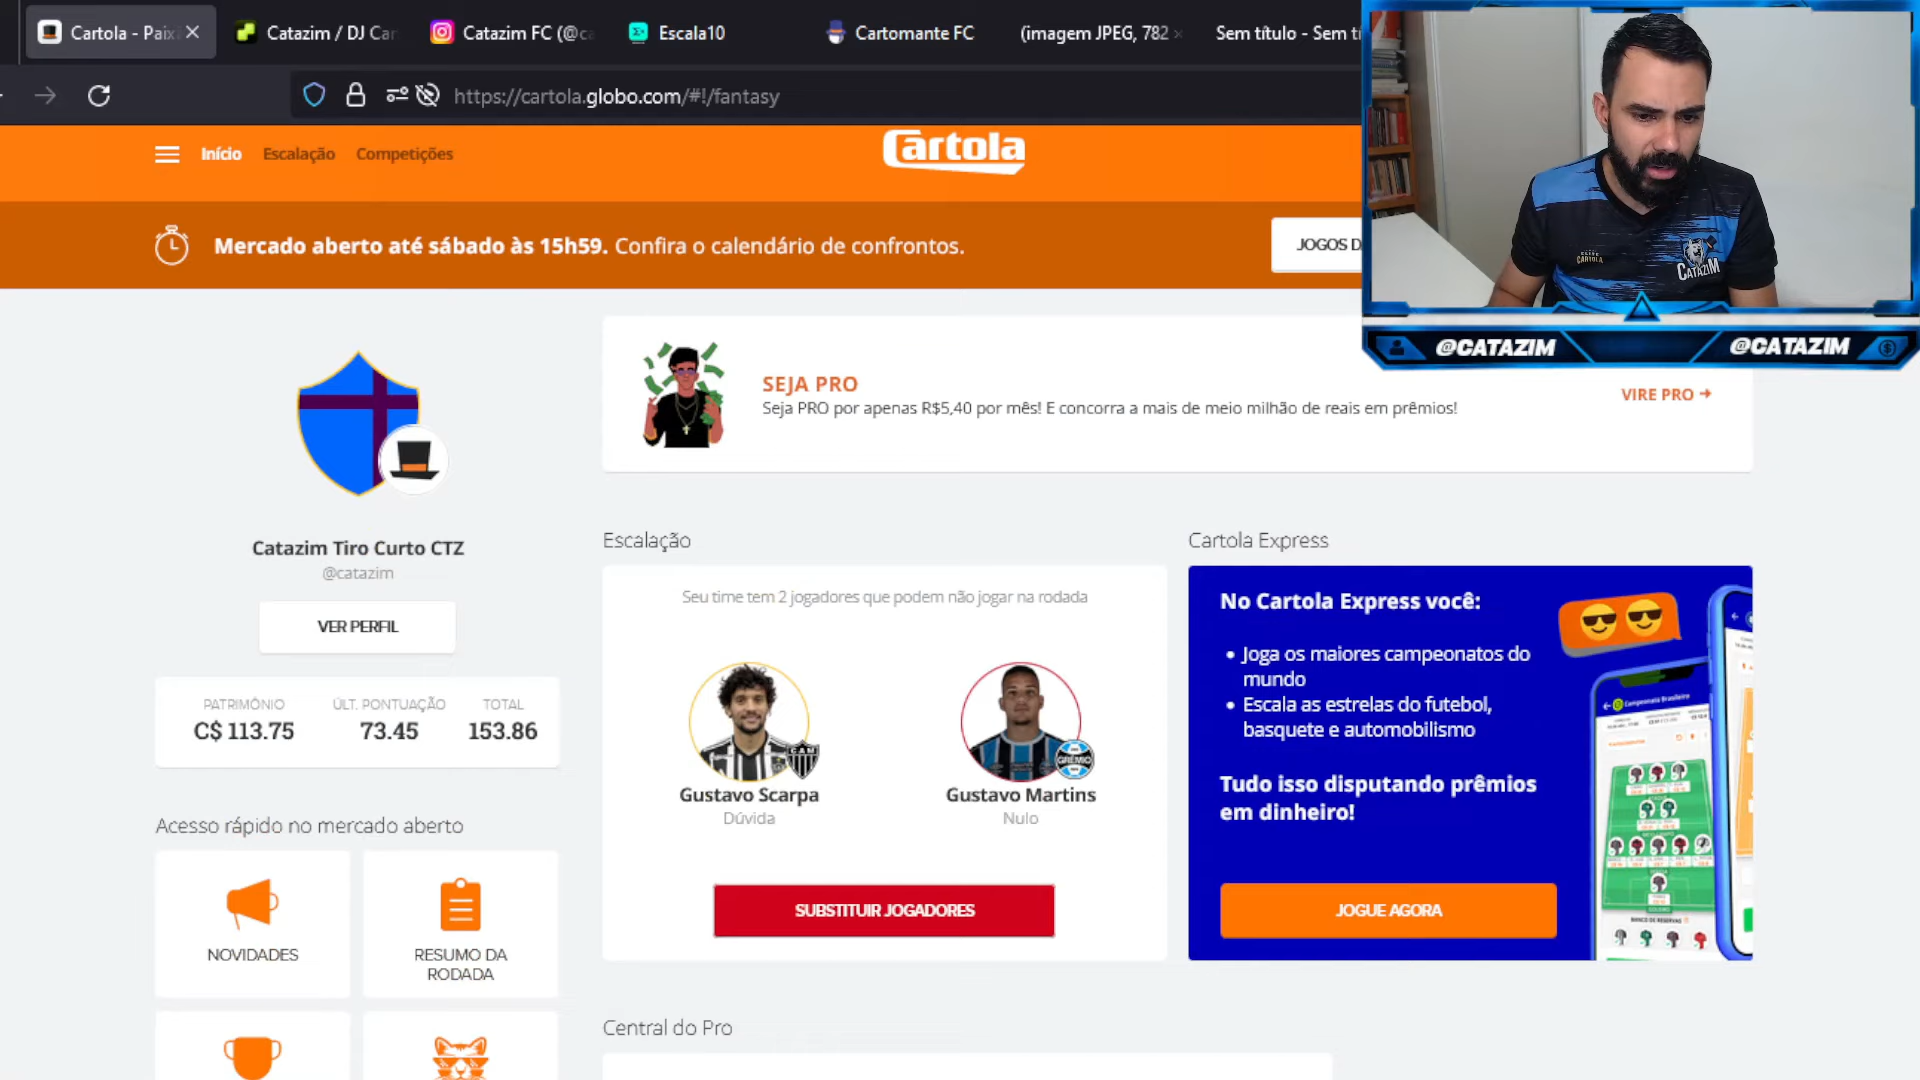 Cartola - Paix
Catazim / DJ Car
Catazim FC (@ca
Escala10
Cartomante FC
(imagem JPEG, 782
Sem título - Sem tí
https://cartola.globo.com/#!/fantasy
Início
Escalação
Competições
Cartola
Mercado aberto até sábado às 15h59. Confira o calendário de confrontos.
JOGOS D
CATAZIM
@CATAZIM
@CATAZIM
SEJA PRO
Seja PRO por apenas R$5,40 por mês! E concorra a mais de meio milhão de reais em prêmios!
VIRE PRO
Catazim Tiro Curto CTZ
@catazim
VER PERFIL
PATRIMÔNIO
C$ 113.75
ÚLT. PONTUAÇÃO
73.45
TOTAL
153.86
Acesso rápido no mercado aberto
NOVIDADES
RESUMO DA
RODADA
Escalação
Seu time tem 2 jogadores que podem não jogar na rodada
CAM
GRÊMIO
Gustavo Scarpa
Dúvida
Gustavo Martins
Nulo
SUBSTITUIR JOGADORES
Cartola Express
No Cartola Express você:
• Joga os maiores campeonatos do
mundo
• Escala as estrelas do futebol,
basquete e automobilismo
Tudo isso disputando prêmios
em dinheiro!
JOGUE AGORA
Central do Pro